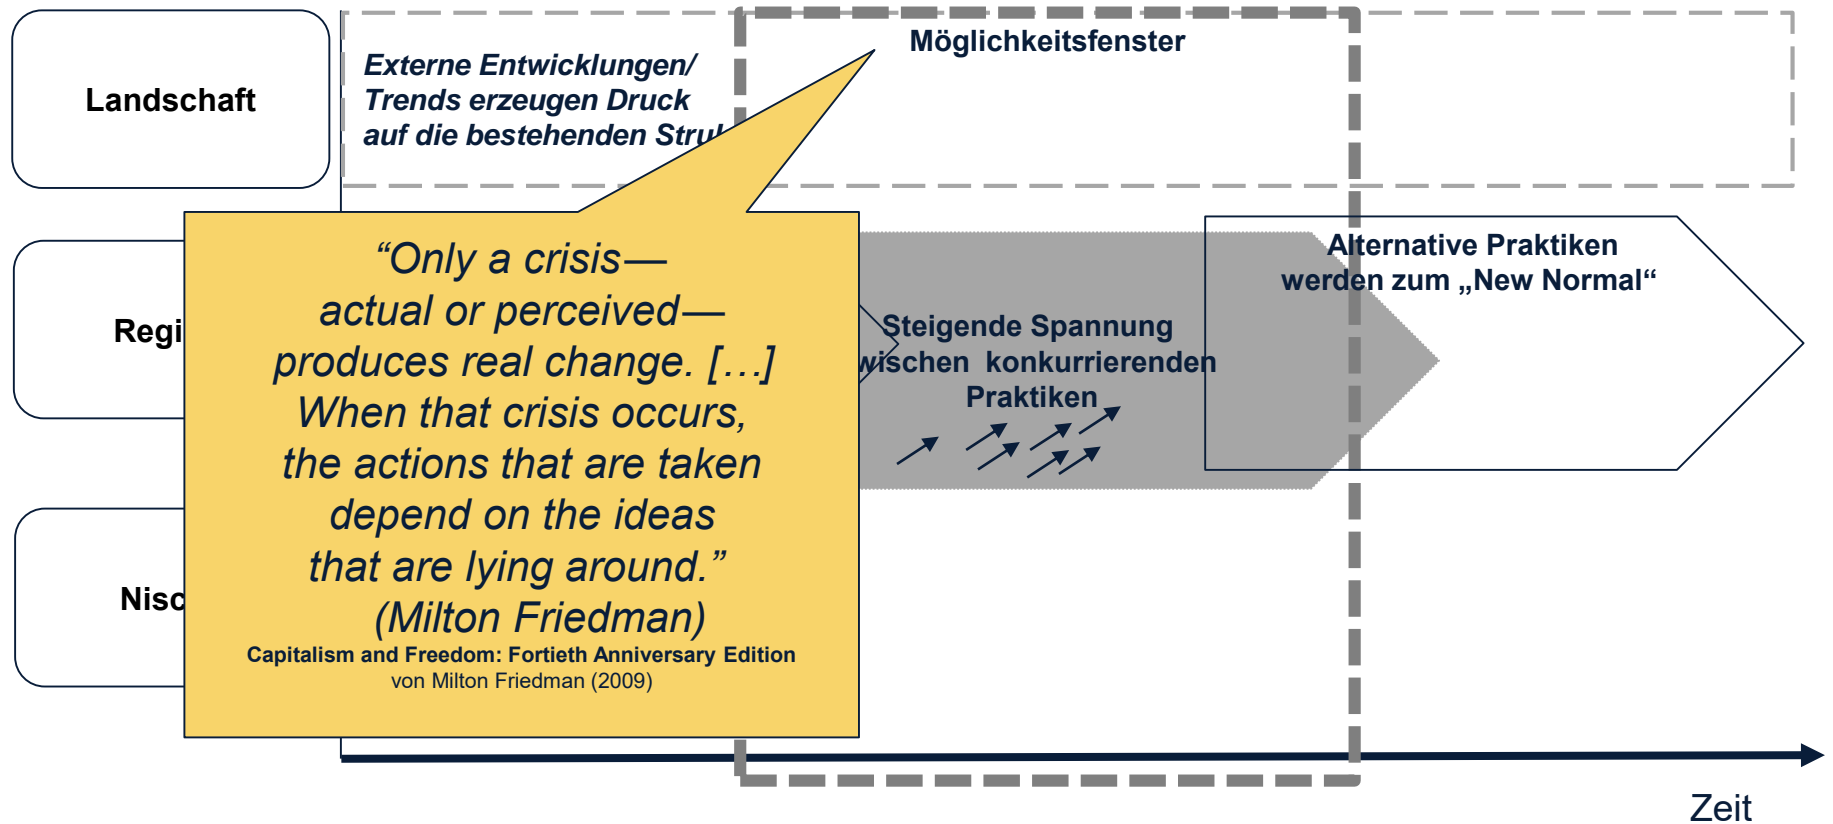 Möglichkeitsfenster
Landschaft
Externe Entwicklungen/
Trends erzeugen Druck
auf die bestehenden
“Only a crisis—
actual or perceived—
produces real change. […]
When that crisis occurs,
the actions that are taken
depend on the ideas
that are lying around.”
(Milton Friedman)
Capitalism and Freedom: Fortieth Anniversary Edition
von Milton Friedman (2009)
Alternative Praktiken
werden zum „New Normal“
Regi
Steigende Spannung
wischen konkurrierenden
Praktiken
Nisc
Zeit